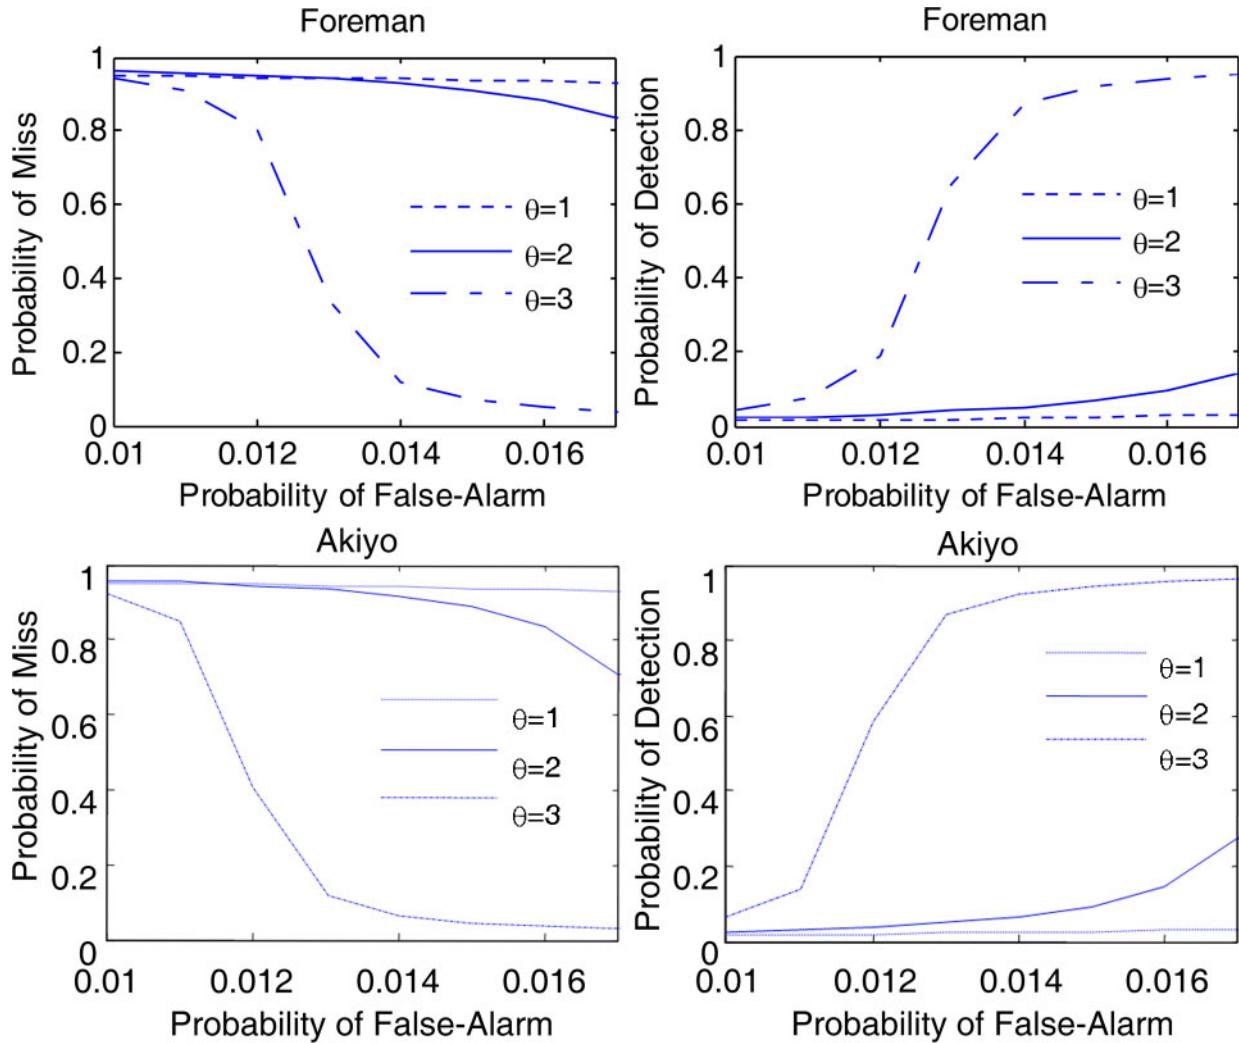 Foreman
Probability of Miss
1
0.8
0.6
0.4
0.2
0
θ=1
θ=2
θ=3
0.01 0.012 0.014 0.016
Probability of False-Alarm
Foreman
Probability of Detection
1
0.8
0.6
0.4
0.2
0
θ=1
θ=2
θ=3
0.01 0.012 0.014 0.016
Probability of False-Alarm
Akiyo
Probability of Miss
1
0.8
0.6
0.4
0.2
0
θ=1
θ=2
θ=3
0.01 0.012 0.014 0.016
Probability of False-Alarm
Akiyo
Probability of Detection
1
0.8
0.6
0.4
0.2
0
θ=1
θ=2
θ=3
0.01 0.012 0.014 0.016
Probability of False-Alarm